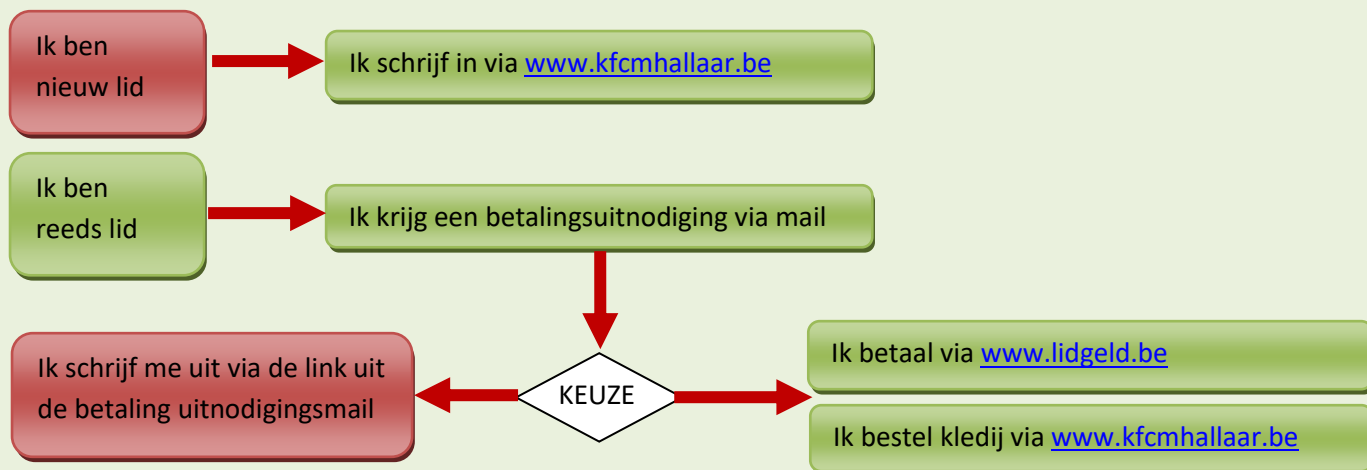 Ik ben
nieuw lid
Ik schrijf in via www.kfcmhallaar.be
Ik ben
reeds lid
Ik krijg een betalingsuitnodiging via mail
Ik schrijf me uit via de link uit
de betaling uitnodigingsmail
KEUZE
Ik betaal via www.lidgeld.be
Ik bestel kledij via www.kfcmhallaar.be